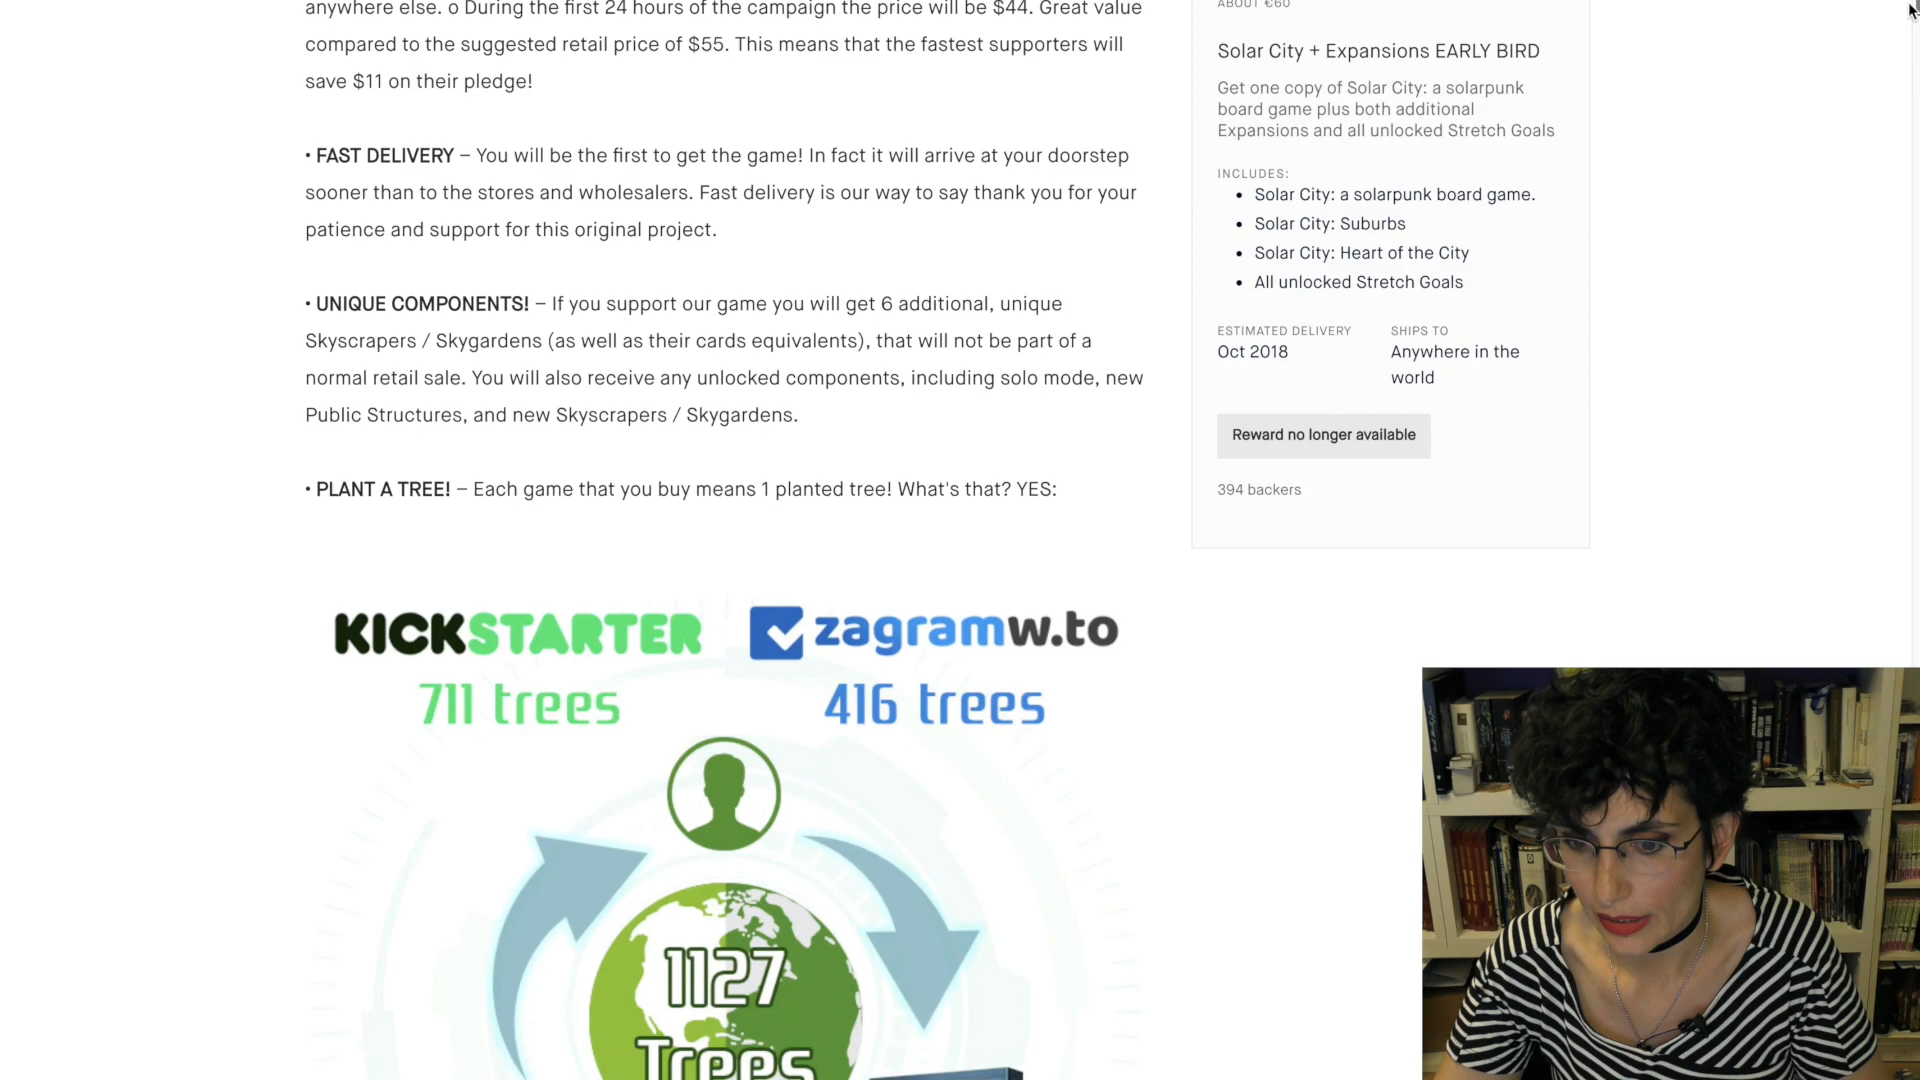 anywhere else. o During the first 24 hours of the campaign the price will be $44. Great value
compared to the suggested retail price of $55. This means that the fastest supporters will
save $11 on their pledge!
• FAST DELIVERY – You will be the first to get the game! In fact it will arrive at your doorstep
sooner than to the stores and wholesalers. Fast delivery is our way to say thank you for your
patience and support for this original project.
• UNIQUE COMPONENTS! – If you support our game you will get 6 additional, unique
Skyscrapers / Skygardens (as well as their cards equivalents), that will not be part of a
normal retail sale. You will also receive any unlocked components, including solo mode, new
Public Structures, and new Skyscrapers / Skygardens.
• PLANT A TREE! – Each game that you buy means 1 planted tree! What's that? YES:
KICKSTARTER
711 trees
zagramw.to
416 trees
1127
Trees
ABOUT €60
Solar City + Expansions EARLY BIRD
Get one copy of Solar City: a solarpunk
board game plus both additional
Expansions and all unlocked Stretch Goals
INCLUDES:
• Solar City: a solarpunk board game.
• Solar City: Suburbs
• Solar City: Heart of the City
• All unlocked Stretch Goals
ESTIMATED DELIVERY
Oct 2018
SHIPS TO
Anywhere in the
world
Reward no longer available
394 backers